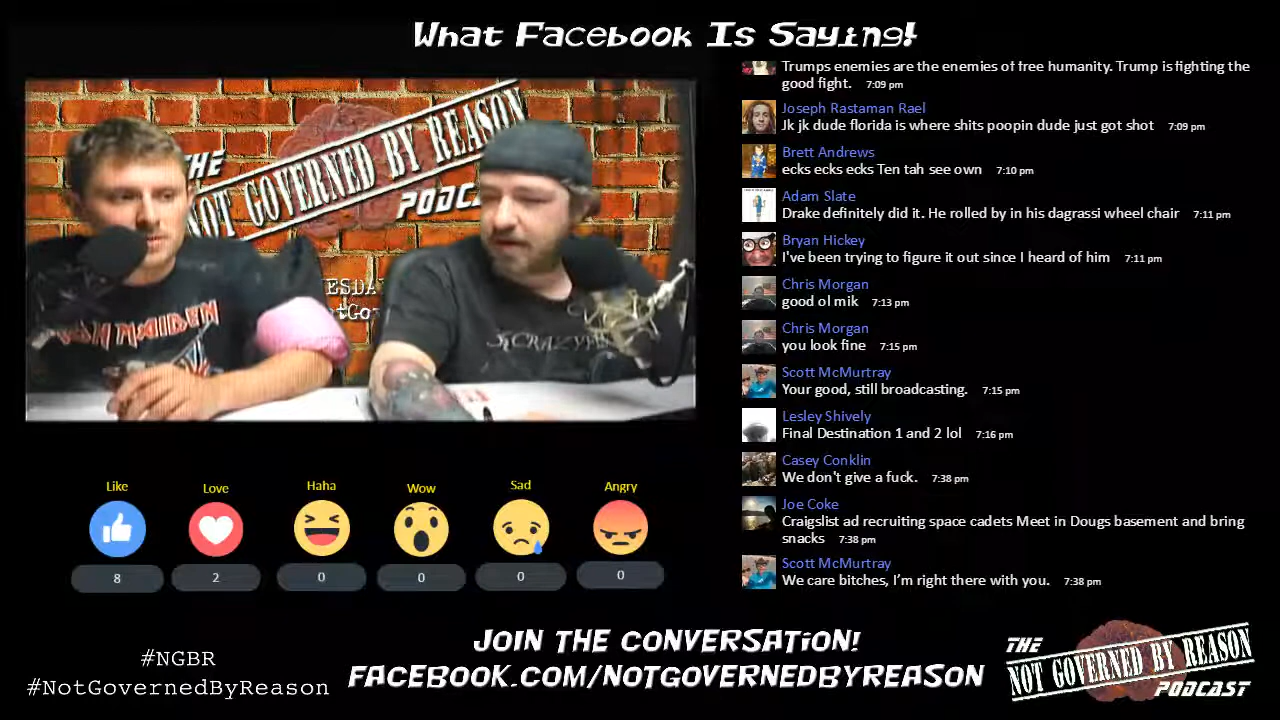 What Facebook Is Saying!
THE
NOT GOVERNED BY REASON
PODCA
ESDA
tGo
IRON MAIDEN
Trumps enemies are the enemies of free humanity. Trump is fighting the
good fight. 7:09 pm
Joseph Rastaman Rael
Jk jk dude florida is where shits poopin dude just got shot 7:09 pm
Brett Andrews
ecks ecks ecks Ten tah see own 7:10 pm
Adam Slate
Drake definitely did it. He rolled by in his dagrassi wheel chair 7:11 pm
Bryan Hickey
I've been trying to figure it out since I heard of him 7:11 pm
Chris Morgan
good ol mik 7:13 pm
Chris Morgan
you look fine 7:15 pm
Scott McMurtray
Your good, still broadcasting. 7:15 pm
Lesley Shively
Final Destination 1 and 2 lol 7:16 pm
Casey Conklin
We don't give a fuck. 7:38 pm
Joe Coke
Craigslist ad recruiting space cadets Meet in Dougs basement and bring
snacks 7:38 pm
Scott McMurtray
We care bitches, I'm right there with you. 7:38 pm
Like Love Haha Wow Sad Angry
8 2 0 0 0 0
#NGBR
#NotGovernedByReason
JOIN THE CONVERSATION!
FACEBOOK.COM/NOTGOVERNEDBYREASON
THE
NOT GOVERNED BY REASON
PODCAST